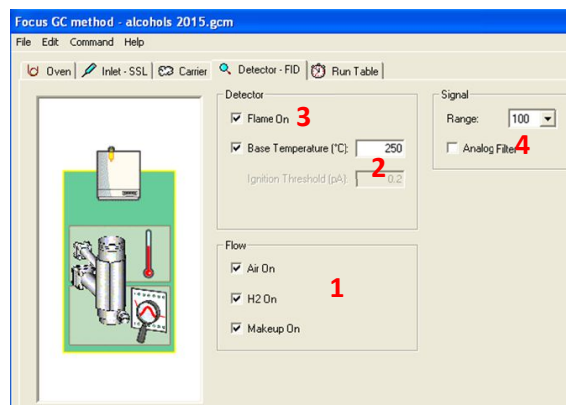 Focus GC method - alcohols 2015.gcm
File Edit Command Help
Oven Inlet - SSL Carrier Detector - FID Run Table
Detector
Flame On 3
Base Temperature (°C): 250
2
Ignition Threshold (pA): 0.2
Signal
Range: 100
Analog Filter 4
Flow
Air On
H2 On 1
Makeup On